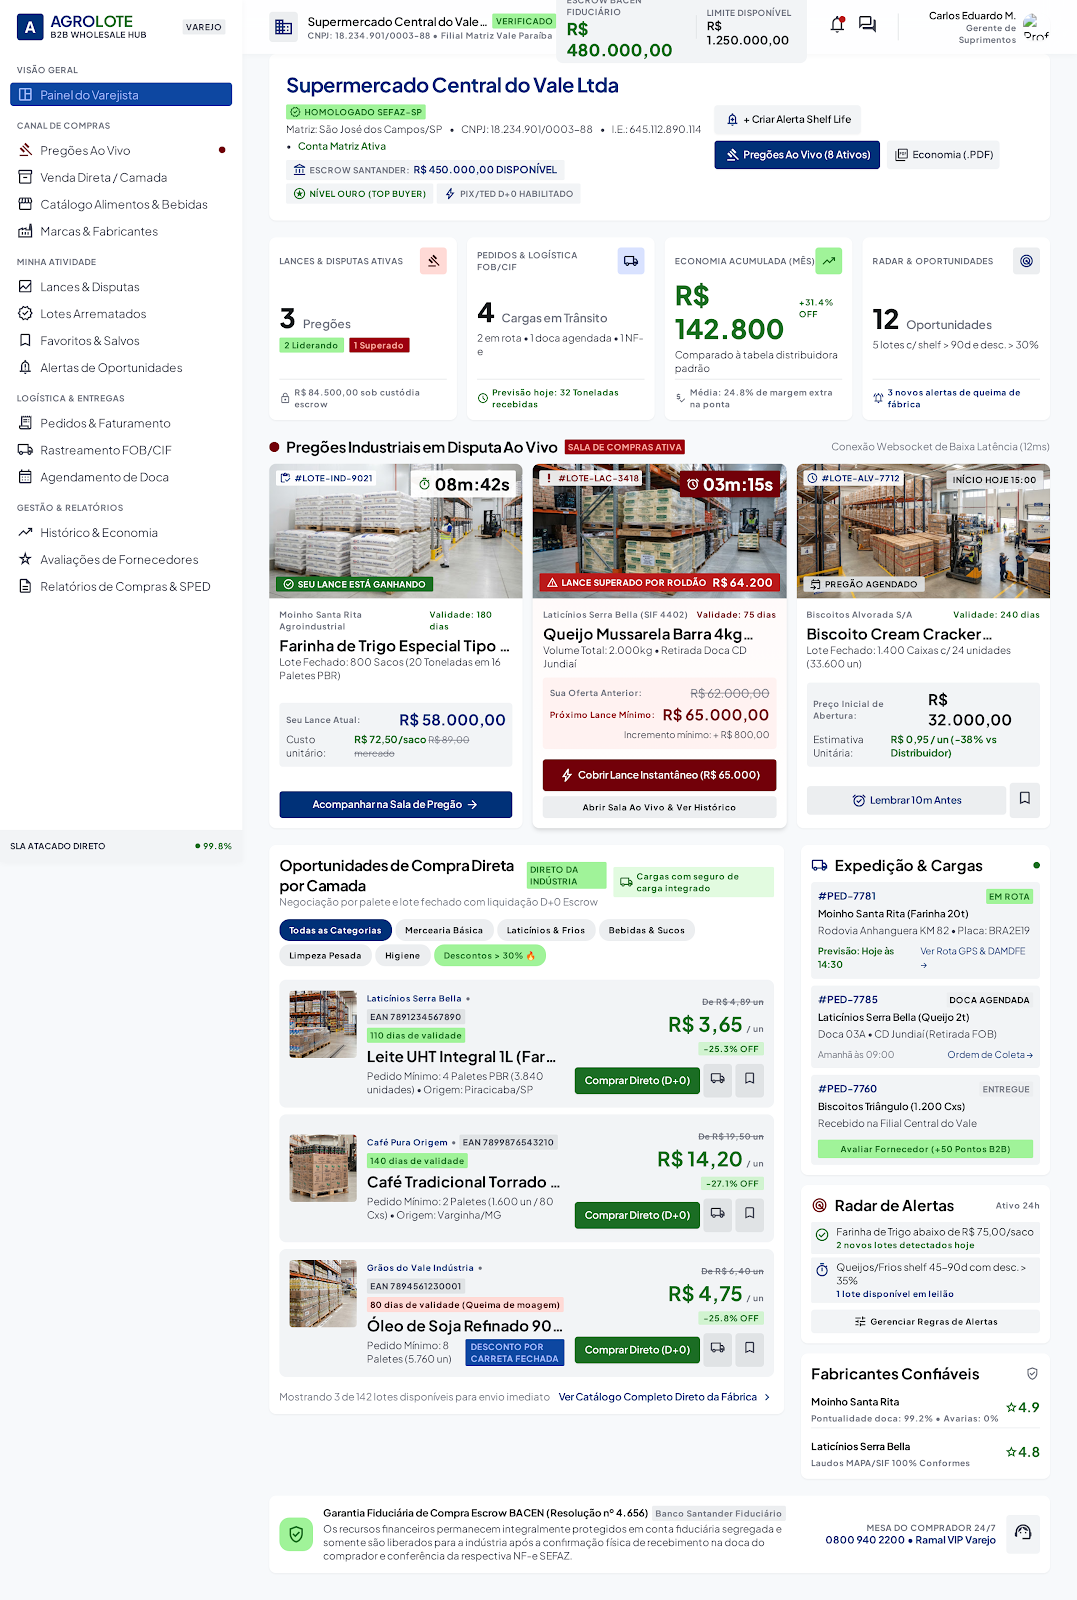 A
AGROLOTE
B2B WHOLESALE HUB
VAREJO
VISÃO GERAL
Painel do Varejista
CANAL DE COMPRAS
Pregões Ao Vivo
Venda Direta / Camada
Catálogo Alimentos & Bebidas
Marcas & Fabricantes
MINHA ATIVIDADE
Lances & Disputas
Lotes Arrematados
Favoritos & Salvos
Alertas de Oportunidades
LOGÍSTICA & ENTREGAS
Pedidos & Faturamento
Rastreamento FOB/CIF
Agendamento de Doca
GESTÃO & RELATÓRIOS
Histórico & Economia
Avaliações de Fornecedores
Relatórios de Compras & SPED
SLA ATACADO DIRETO
99.8%
Supermercado Central do Vale...
VERIFICADO
CNPJ: 18.234.901/0003-88 • Filial Matriz Vale Paraíba
ESCROW BACEN
FIDUCIÁRIO
R$
480.000,00
LIMITE DISPONÍVEL
R$
1.250.000,00
Carlos Eduardo M.
Gerente de
Suprimentos
Supermercado Central do Vale Ltda
HOMOLOGADO SEFAZ-SP
Matriz: São José dos Campos/SP • CNPJ: 18.234.901/0003-88 • I.E.: 645.112.890.114
• Conta Matriz Ativa
ESCROW SANTANDER: R$ 450.000,00 DISPONÍVEL
NÍVEL OURO (TOP BUYER)
PIX/TED D+0 HABILITADO
+ Criar Alerta Shelf Life
Pregões Ao Vivo (8 Ativos)
Economia (.PDF)
LANCES & DISPUTAS ATIVAS
3 Pregões
2 Liderando
1 Superado
R$ 84.500,00 sob custódia
escrow
PEDIDOS & LOGÍSTICA
FOB/CIF
4 Cargas em Trânsito
2 em rota • 1 doca agendada • 1 NF-
e
Previsão hoje: 32 Toneladas
recebidas
ECONOMIA ACUMULADA (MÊS)
R$
142.800
+31.4%
OFF
Comparado à tabela distribuidora
padrão
Média: 24.8% de margem extra
na ponta
RADAR & OPORTUNIDADES
12 Oportunidades
5 lotes c/ shelf > 90d e desc. > 30%
3 novos alertas de queima de
fábrica
Pregões Industriais em Disputa Ao Vivo
SALA DE COMPRAS ATIVA
Conexão Websocket de Baixa Latência (12ms)
#LOTE-IND-9021
08m:42s
SEU LANCE ESTÁ GANHANDO
Moinho Santa Rita
Agroindustrial
Validade: 180
dias
Farinha de Trigo Especial Tipo ...
Lote Fechado: 800 Sacos (20 Toneladas em 16
Paletes PBR)
Seu Lance Atual:
R$ 58.000,00
Custo
unitário:
R$ 72,50/saco R$ 89,00
mercado
Acompanhar na Sala de Pregão →
#LOTE-LAC-3418
03m:15s
LANCE SUPERADO POR ROLDÃO
R$ 64.200
Laticínios Serra Bella (SIF 4402)
Validade: 75 dias
Queijo Mussarela Barra 4kg...
Volume Total: 2.000kg • Retirada Doca CD
Jundiaí
Sua Oferta Anterior:
R$ 62.000,00
Próximo Lance Mínimo:
R$ 65.000,00
Incremento mínimo: + R$ 800,00
Cobrir Lance Instantâneo (R$ 65.000)
Abrir Sala Ao Vivo & Ver Histórico
#LOTE-ALV-7712
INÍCIO HOJE 15:00
PREGÃO AGENDADO
Biscoitos Alvorada S/A
Validade: 240 dias
Biscoito Cream Cracker...
Lote Fechado: 1.400 Caixas c/ 24 unidades
(33.600 un)
Preço Inicial de
Abertura:
R$
32.000,00
Estimativa
Unitária:
R$ 0,95 / un (-38% vs
Distribuidor)
Lembrar 10m Antes
Oportunidades de Compra Direta
por Camada
DIRETO DA
INDÚSTRIA
Cargas com seguro de
carga integrado
Negociação por palete e lote fechado com liquidação D+0 Escrow
Todas as Categorias
Mercearia Básica
Laticínios & Frios
Bebidas & Sucos
Limpeza Pesada
Higiene
Descontos > 30% 🔥
Laticínios Serra Bella •
EAN 7891234567890
110 dias de validade
Leite UHT Integral 1L (Far...
Pedido Mínimo: 4 Paletes PBR (3.840
unidades) • Origem: Piracicaba/SP
De R$ 4,89 un
R$ 3,65 / un
-25.3% OFF
Comprar Direto (D+0)
Café Pura Origem • EAN 7899876543210
140 dias de validade
Café Tradicional Torrado ...
Pedido Mínimo: 2 Paletes (1.600 un / 80
Cxs) • Origem: Varginha/MG
De R$ 19,50 un
R$ 14,20 / un
-27.1% OFF
Comprar Direto (D+0)
Grãos do Vale Indústria •
EAN 7894561230001
80 dias de validade (Queima de moagem)
Óleo de Soja Refinado 90...
Pedido Mínimo: 8
Paletes (5.760 un)
DESCONTO POR
CARRETA FECHADA
De R$ 6,40 un
R$ 4,75 / un
-25.8% OFF
Comprar Direto (D+0)
Mostrando 3 de 142 lotes disponíveis para envio imediato
Ver Catálogo Completo Direto da Fábrica
Expedição & Cargas
#PED-7781
EM ROTA
Moinho Santa Rita (Farinha 20t)
Rodovia Anhanguera KM 82 • Placa: BRA2E19
Previsão: Hoje às
14:30
Ver Rota GPS & DAMDFE
→
#PED-7785
DOCA AGENDADA
Laticínios Serra Bella (Queijo 2t)
Doca 03A • CD Jundiaí (Retirada FOB)
Amanhã às 09:00
Ordem de Coleta →
#PED-7760
ENTREGUE
Biscoitos Triângulo (1.200 Cxs)
Recebido na Filial Central do Vale
Avaliar Fornecedor (+50 Pontos B2B)
Radar de Alertas
Ativo 24h
Farinha de Trigo abaixo de R$ 75,00/saco
2 novos lotes detectados hoje
Queijos/Frios shelf 45-90d com desc. >
35%
1 lote disponível em leilão
Gerenciar Regras de Alertas
Fabricantes Confiáveis
Moinho Santa Rita
Pontualidade doca: 99.2% • Avarias: 0%
4.9
Laticínios Serra Bella
Laudos MAPA/SIF 100% Conformes
4.8
Garantia Fiduciária de Compra Escrow BACEN (Resolução nº 4.656)
Banco Santander Fiduciário
Os recursos financeiros permanecem integralmente protegidos em conta fiduciária segregada e
somente são liberados para a indústria após a confirmação física de recebimento na doca do
comprador e conferência da respectiva NF-e SEFAZ.
MESA DO COMPRADOR 24/7
0800 940 2200 • Ramal VIP Varejo